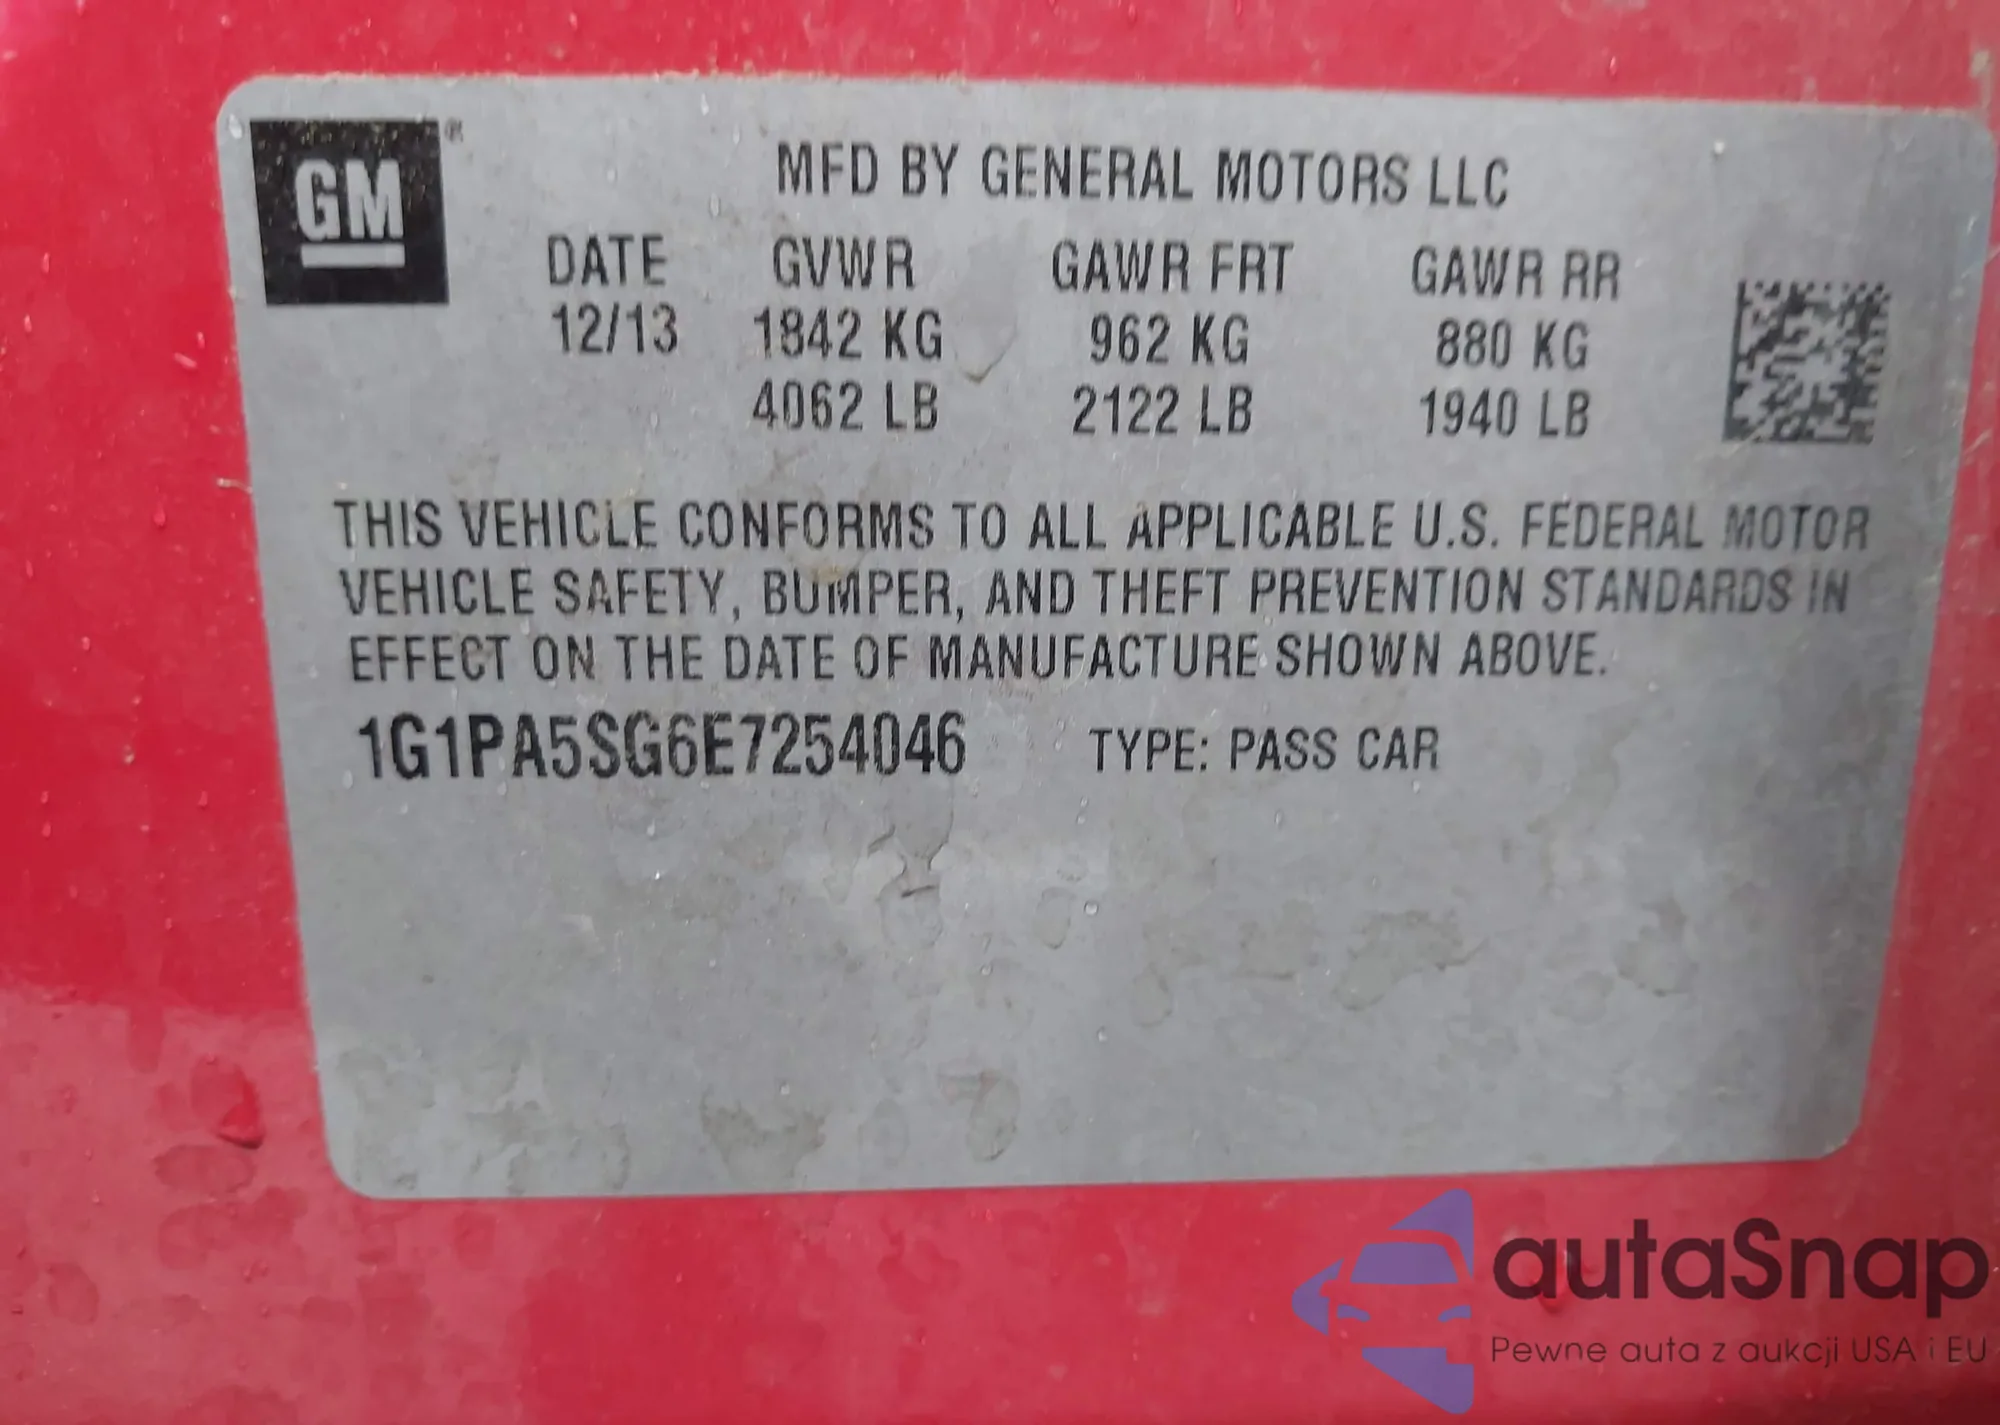 GM®
MFD BY GENERAL MOTORS LLC
DATE GVWR GAWR FRT GAWR RR
12/13 1842 KG 962 KG 880 KG
4062 LB 2122 LB 1940 LB
THIS VEHICLE CONFORMS TO ALL APPLICABLE U.S. FEDERAL MOTOR
VEHICLE SAFETY, BUMPER, AND THEFT PREVENTION STANDARDS IN
EFFECT ON THE DATE OF MANUFACTURE SHOWN ABOVE.
1G1PA5SG6E7254046 TYPE: PASS CAR
autaSnap
Pewne auta z aukcji USA i EU